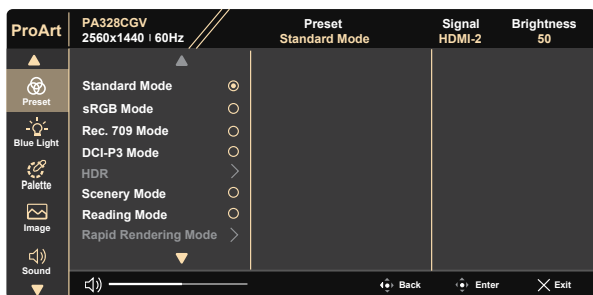 ProArt
PA328CGV
2560x1440 | 60Hz
Preset
Standard Mode
Signal
HDMI-2
Brightness
50
Preset
Blue Light
Palette
Image
Sound
Standard Mode
sRGB Mode
Rec. 709 Mode
DCI-P3 Mode
HDR
Scenery Mode
Reading Mode
Rapid Rendering Mode
Back
Enter
Exit